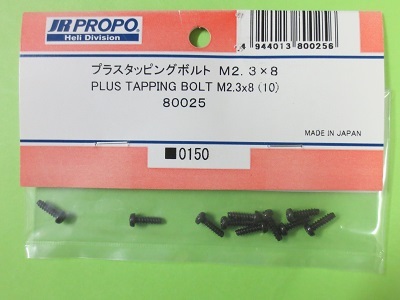 JR PROPO
Heli Division
4 944013 800256
プラスタッピングボルト M2.3×8
PLUS TAPPING BOLT M2.3x8 (10)
80025
MADE IN JAPAN
■0150